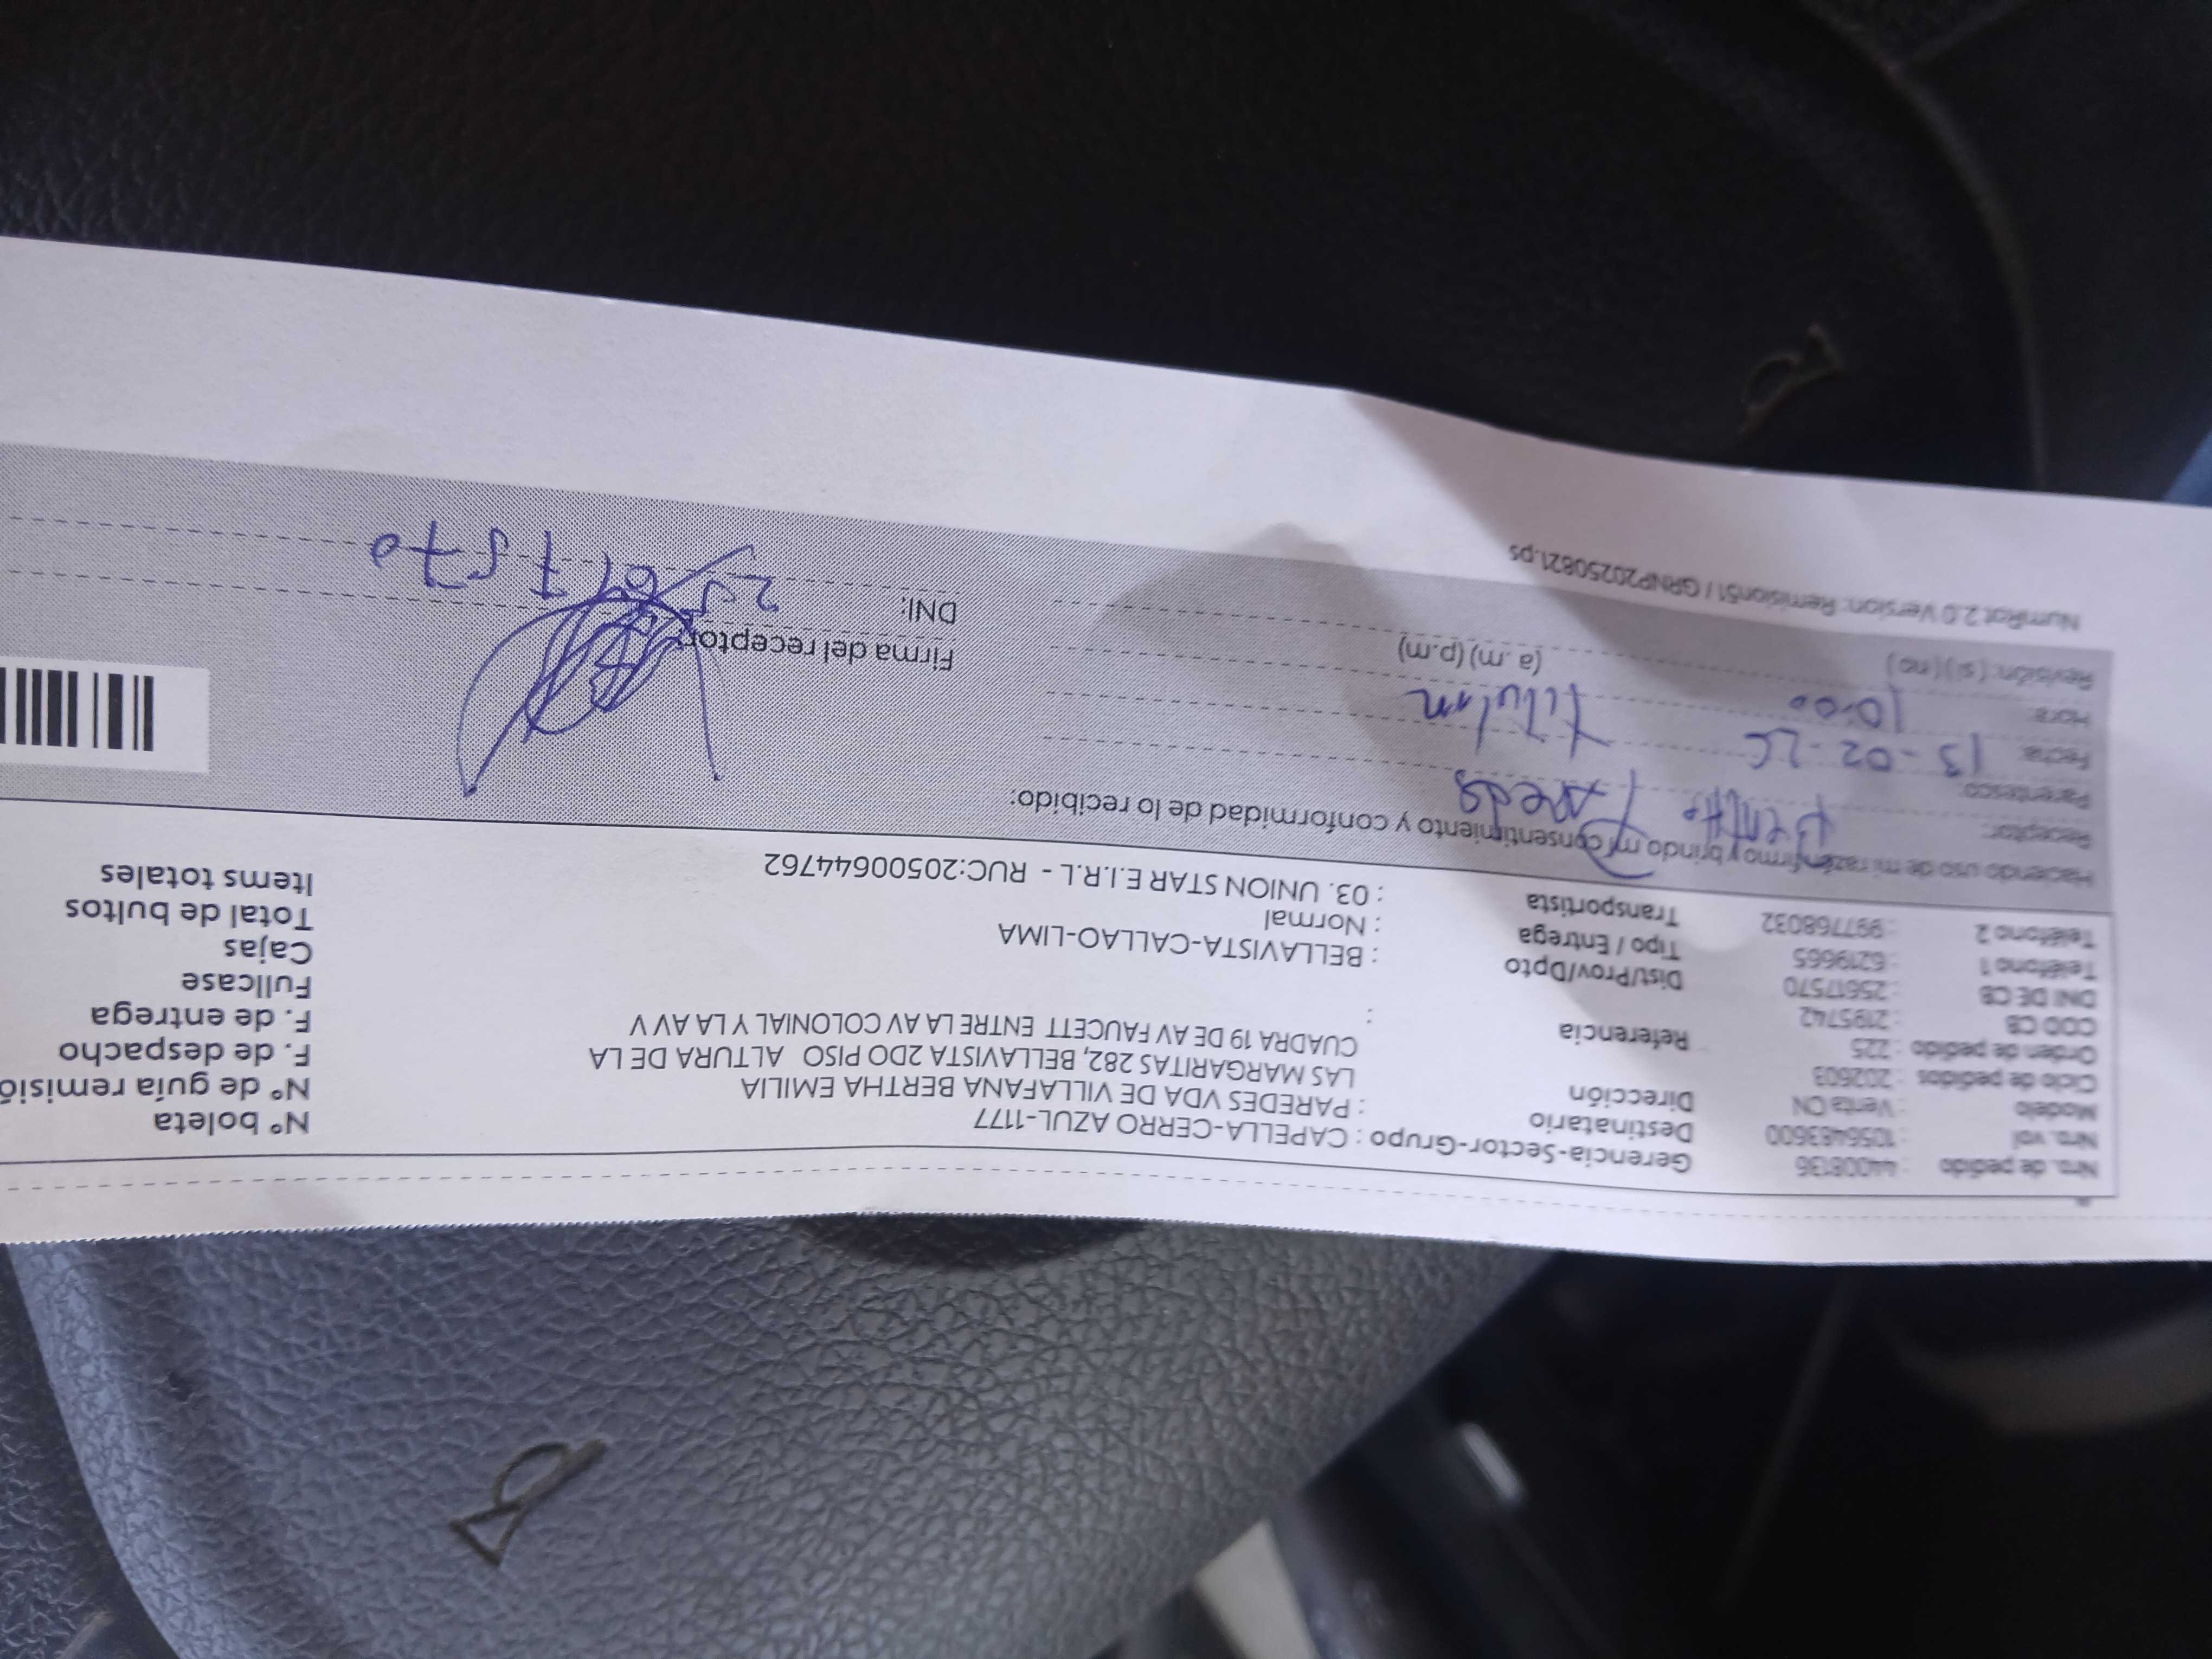 Nro. de pedido : 44008136 Gerencia-Sector-Grupo : CAPELLA-CERRO AZUL-1177 N° boleta
Nro. vol : 1056483600 Destinatario : PAREDES VDA DE VILLAFANA BERTHA EMILIA N° de guía remisió
Modelo : Venta CN Dirección LAS MARGARITAS 282, BELLAVISTA 2DO PISO ALTURA DE LA F. de despacho
Ciclo de pedidos : 202603 CUADRA 19 DE AV FAUCETT ENTRE LA AV COLONIAL Y LA AV V F. de entrega
Orden de pedido : 225 Referencia : Fullcase
COD CB : 2195742 Dist/Prov/Dpto : BELLAVISTA-CALLAO-LIMA Cajas
DNI DE CB : 25617570 Tipo / Entrega : Normal Total de bultos
Teléfono 1 : 6219665 Transportista : 03. UNION STAR E.I.R.L - RUC:20500644762 Items totales
Teléfono 2 : 997768032
Haciendo uso de mi razón firmo y brindo mi consentimiento y conformidad de lo recibido:
Receptor: Paredes
Parentesco: titular
Fecha: 13-02-26
Hora: 10:00 (a.m) (p.m) Firma del receptor:
Revisión: (si) (no) DNI: 25617570
NumRot 2.0 Version: Remision51 / GRNP20250821.ps